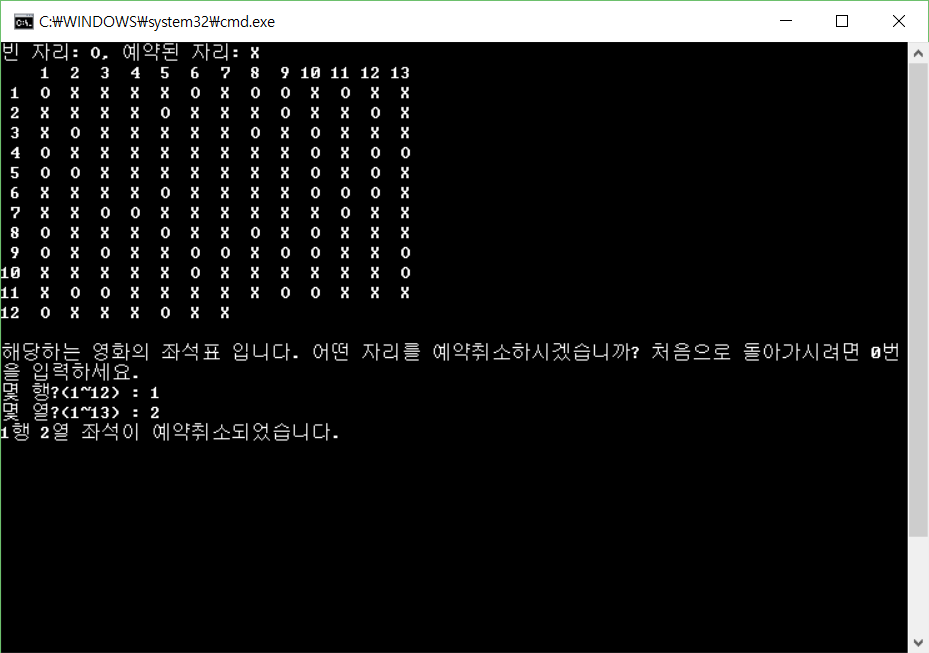 C:₩WINDOWS₩system32₩cmd.exe
빈 자리: O, 예약된 자리: X
1 2 3 4 5 6 7 8 9 10 11 12 13
1 O X X X X O X O O X O X X
2 X X X X O X X X O X X O X
3 X O X X X X X O X O X X X
4 O X X X X X X X X O X O O
5 O O X X X X X X X O X O X
6 X X X X O X X X X O O O X
7 X X O O X X X X X X O X X
8 O X X X O X X O X O X X X
9 O X O X X O O X O O X X O
10 X X X X X O X X X X X X O
11 X O O X X X X X O O X X X
12 O X X X O X X
해당하는 영화의 좌석표 입니다. 어떤 자리를 예약취소하시겠습니까? 처음으로 돌아가시려면 0번
을 입력하세요.
몇 행?(1~12) : 1
몇 열?(1~13) : 2
1행 2열 좌석이 예약취소되었습니다.